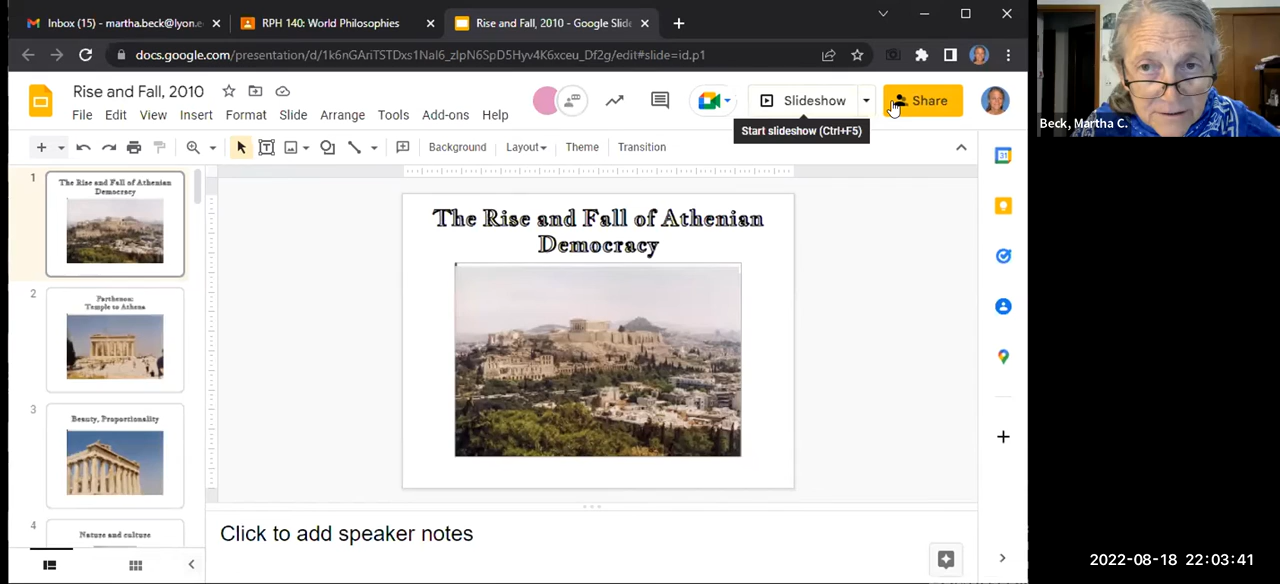 Inbox (15) - martha.beck@lyon.e
RPH 140: World Philosophies
Rise and Fall, 2010 - Google Slide
docs.google.com/presentation/d/1k6nGAriTSTDxs1Nal6_zlpN6SpD5Hyv4K6xceu_Df2g/edit#slide=id.p1
Rise and Fall, 2010
File Edit View Insert Format Slide Arrange Tools Add-ons Help
Slideshow
Share
Start slideshow (Ctrl+F5)
Beck, Martha C.
Background Layout Theme Transition
31
1
The Rise and Fall of Athenian
Democracy
2
Parthenon:
Temple to Athena
3
Beauty, Proportionality
4
Nature and culture
The Rise and Fall of Athenian
Democracy
Click to add speaker notes
2022-08-18 22:03:41